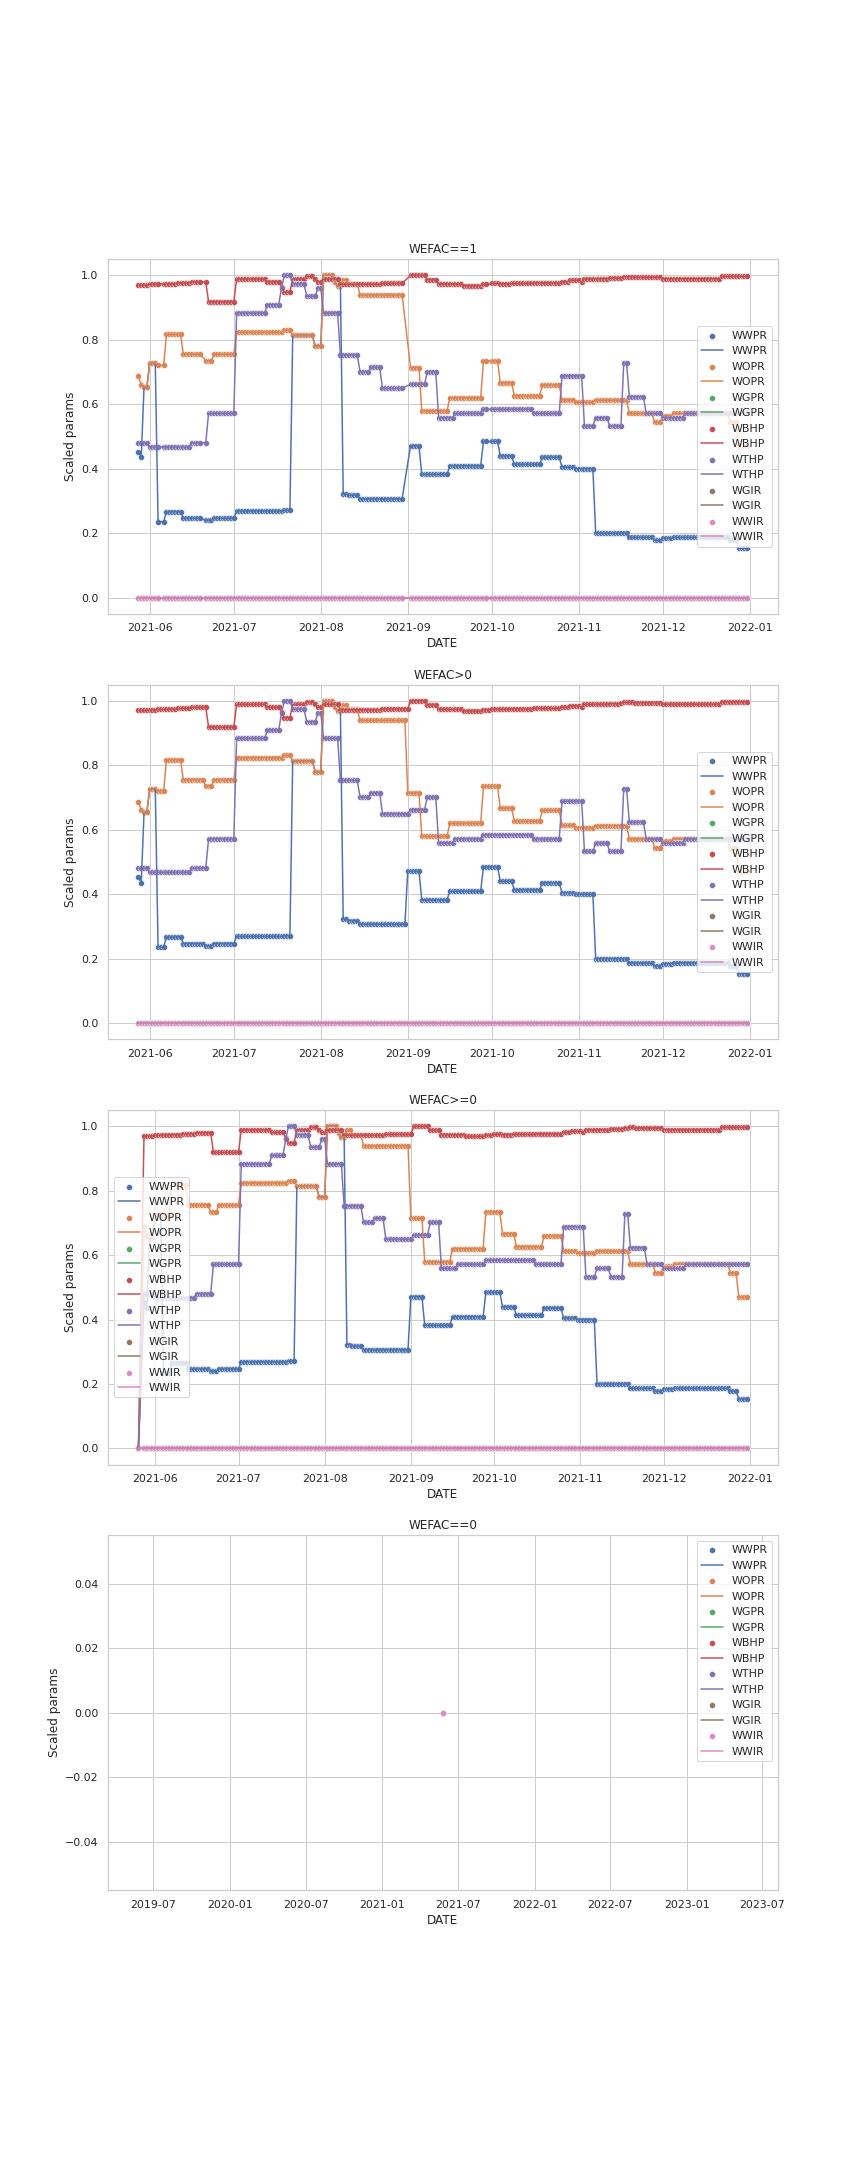 WEFAC==1
1.0
0.8
0.6
0.4
0.2
0.0
Scaled params
WWPR
WWPR
WOPR
WOPR
WGPR
WGPR
WBHP
WBHP
WTHP
WTHP
WGIR
WGIR
WWIR
WWIR
2021-06 2021-07 2021-08 2021-09 2021-10 2021-11 2021-12 2022-01
DATE
WEFAC>0
1.0
0.8
0.6
0.4
0.2
0.0
Scaled params
WWPR
WWPR
WOPR
WOPR
WGPR
WGPR
WBHP
WBHP
WTHP
WTHP
WGIR
WGIR
WWIR
WWIR
2021-06 2021-07 2021-08 2021-09 2021-10 2021-11 2021-12 2022-01
DATE
WEFAC>=0
1.0
0.8
0.6
0.4
0.2
0.0
Scaled params
WWPR
WWPR
WOPR
WOPR
WGPR
WGPR
WBHP
WBHP
WTHP
WTHP
WGIR
WGIR
WWIR
WWIR
2021-06 2021-07 2021-08 2021-09 2021-10 2021-11 2021-12 2022-01
DATE
WEFAC==0
0.04
0.02
0.00
−0.02
−0.04
Scaled params
WWPR
WWPR
WOPR
WOPR
WGPR
WGPR
WBHP
WBHP
WTHP
WTHP
WGIR
WGIR
WWIR
WWIR
2019-07 2020-01 2020-07 2021-01 2021-07 2022-01 2022-07 2023-01 2023-07
DATE